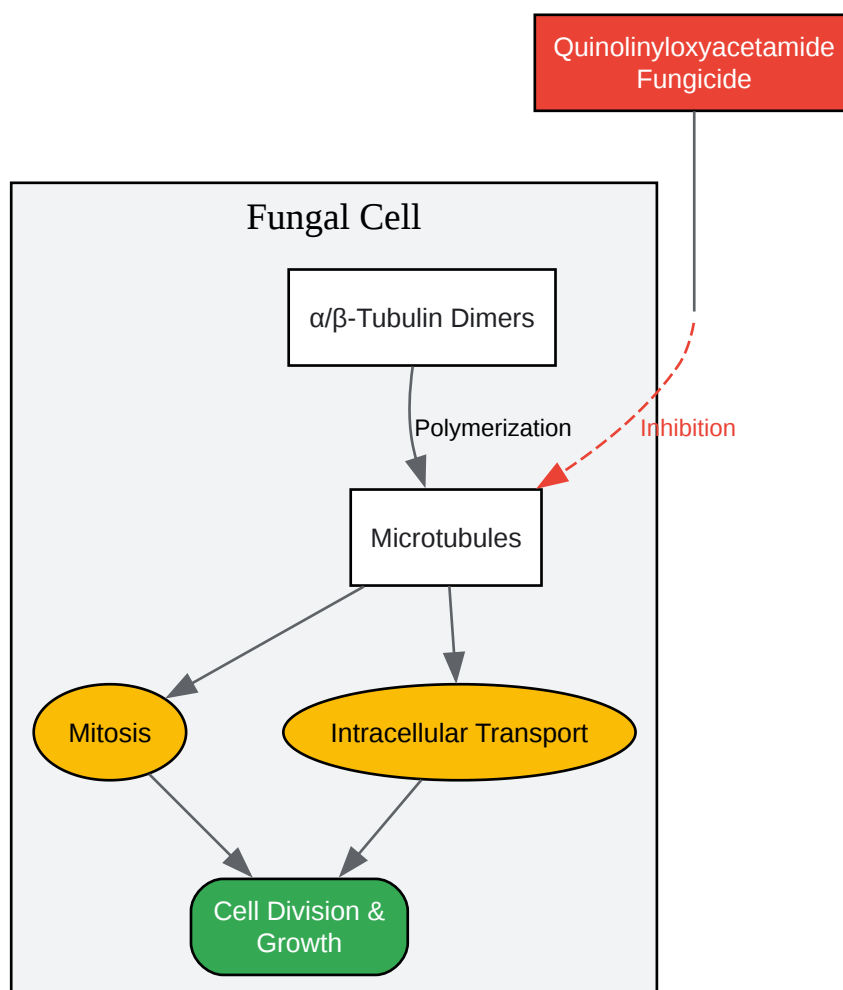 Quinolinyloxyacetamide
Fungicide
Fungal Cell
α/β-Tubulin Dimers
Polymerization
Inhibition
Microtubules
Mitosis
Intracellular Transport
Cell Division &
Growth